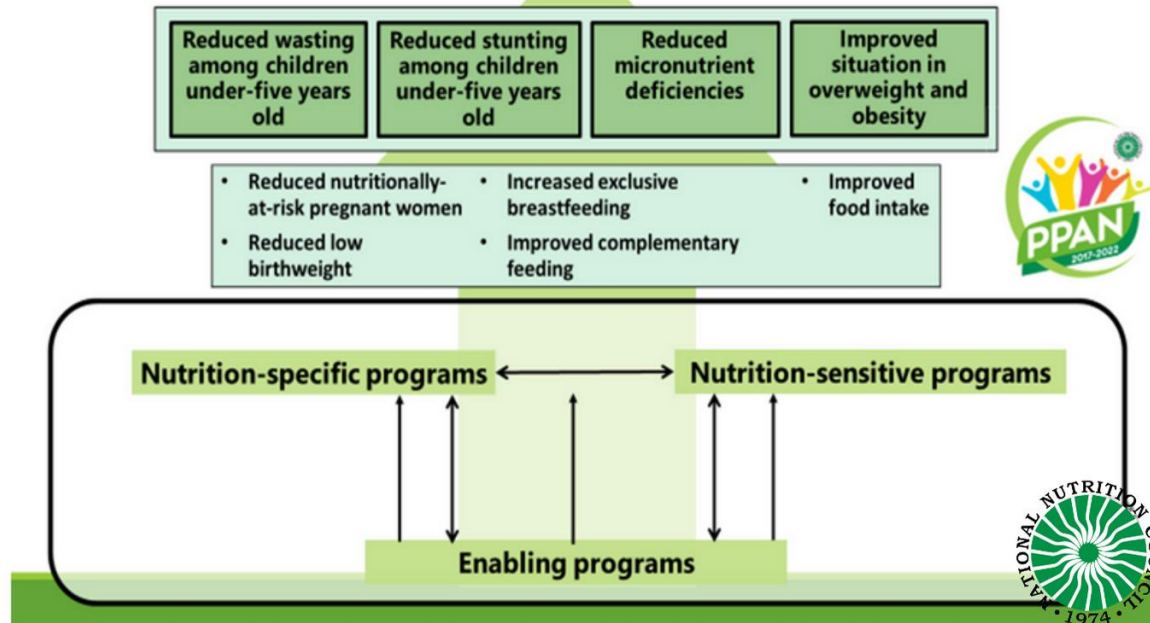 Reduced wasting
among children
under-five years
old
Reduced stunting
among children
under-five years
old
Reduced
micronutrient
deficiencies
Improved
situation in
overweight and
obesity
• Reduced nutritionally-
at-risk pregnant women
• Reduced low
birthweight
• Increased exclusive
breastfeeding
• Improved complementary
feeding
• Improved
food intake
PPAN
2017-2022
Nutrition-specific programs
Nutrition-sensitive programs
Enabling programs
NATIONAL NUTRITION
• 1974 •